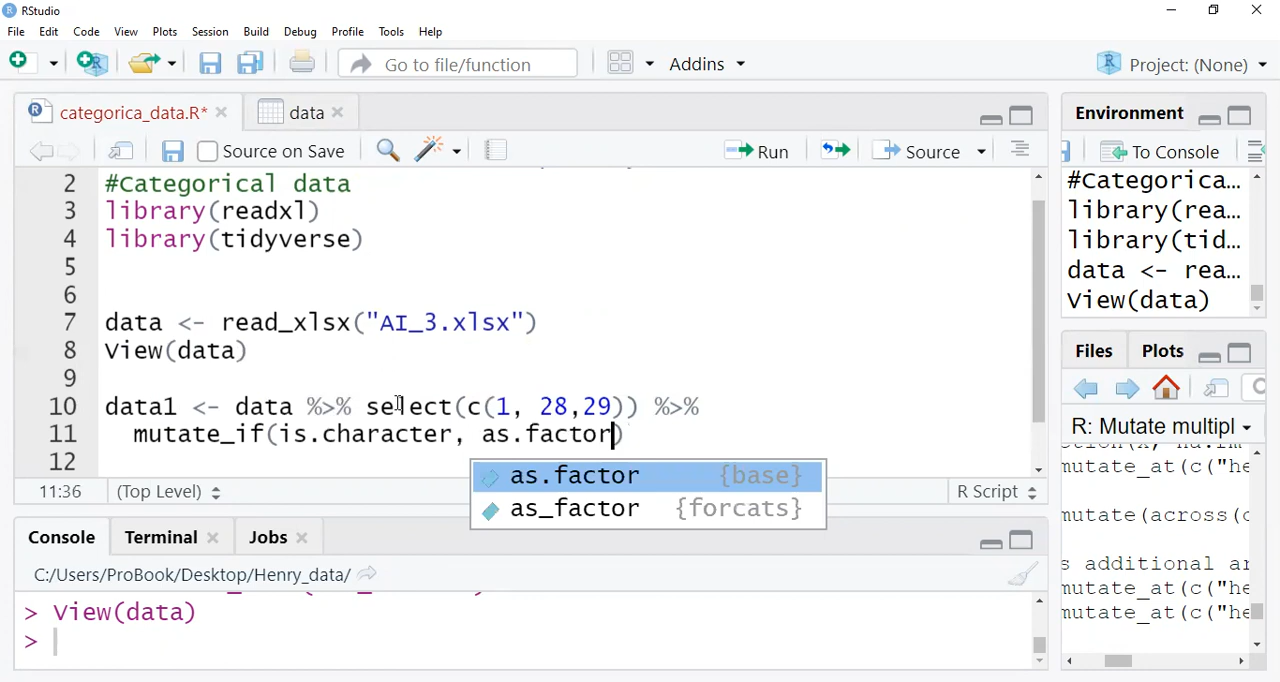 RStudio
File Edit Code View Plots Session Build Debug Profile Tools Help
Go to file/function Addins Project: (None)
categorica_data.R* data
Source on Save Run Source
2 #Categorical data
3 library(readxl)
4 library(tidyverse)
5
6
7 data <- read_xlsx("AI_3.xlsx")
8 View(data)
9
10 data1 <- data %>% select(c(1, 28,29)) %>%
11 mutate_if(is.character, as.factor)
12
as.factor {base}
as_factor {forcats}
11:36 (Top Level) R Script
Console Terminal Jobs
C:/Users/ProBook/Desktop/Henry_data/
> View(data)
>
Environment
To Console
#Categorica...
library(rea...
library(tid...
data <- rea...
View(data)
Files Plots
R: Mutate multipl
mutate_at(c("he
mutate(across(c
s additional ar
mutate_at(c("he
mutate_at(c("he